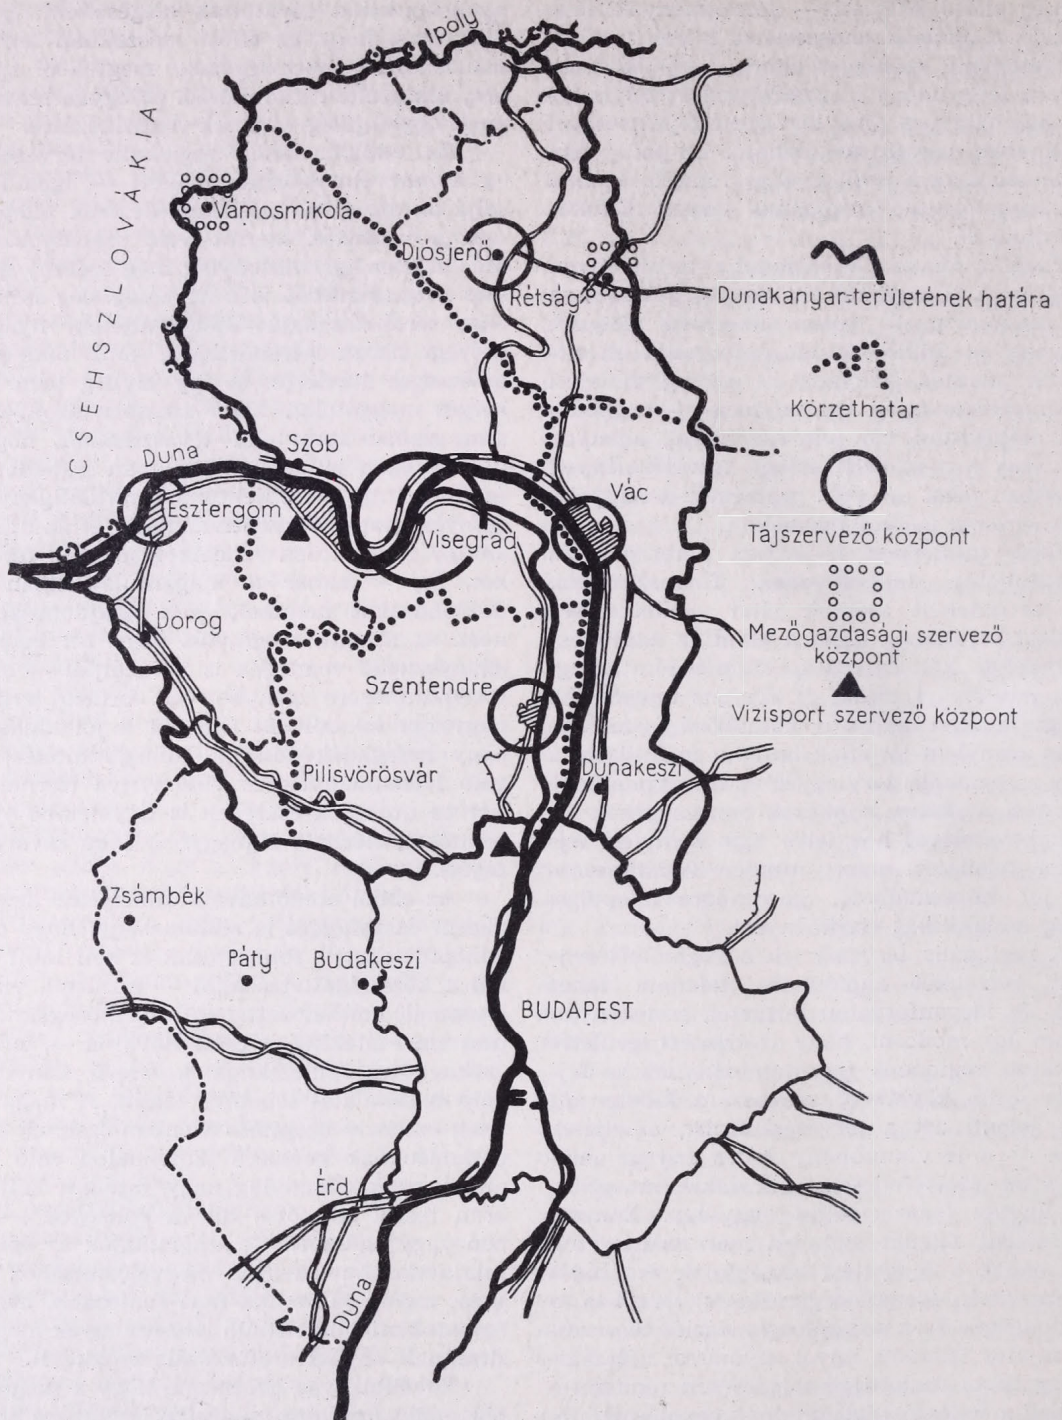 Ipoly
CSEHSZLOVÁKIA
Vámosmikola
Diósjenő
Rétság
Dunakanyar-területének határa
Körzethatár
Duna
Szob
Esztergom
Visegrád
Vác
Tájszervező központ
Dorog
Mezőgazdasági szervező
központ
Szentendre
Vizisport szervező központ
Pilisvörösvár
Dunakeszi
Zsámbék
Páty
Budakeszi
BUDAPEST
Érd
Duna